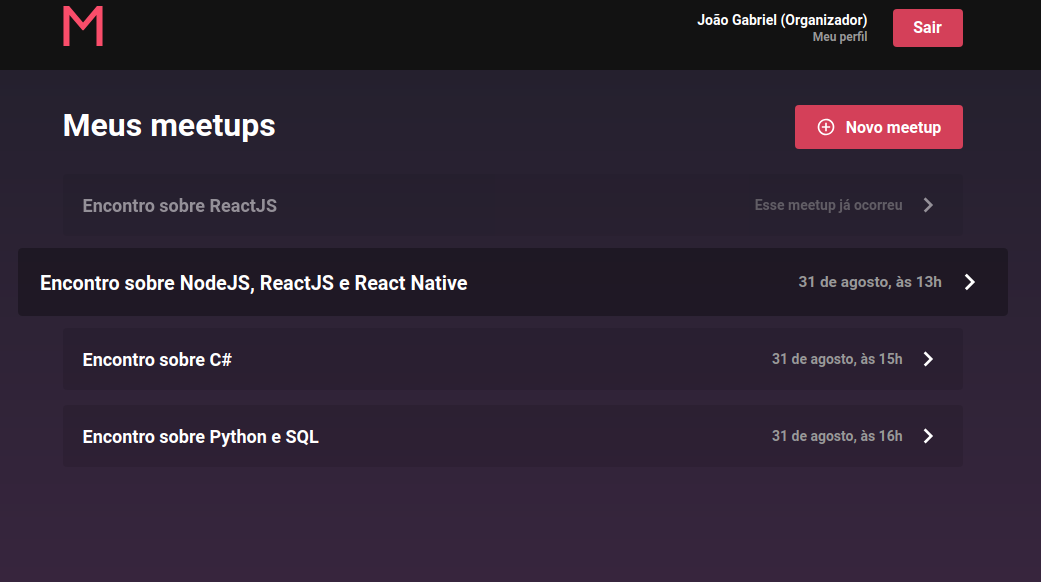 M
João Gabriel (Organizador)
Meu perfil
Sair
Meus meetups
Novo meetup
Encontro sobre ReactJS
Esse meetup já ocorreu
Encontro sobre NodeJS, ReactJS e React Native
31 de agosto, às 13h
Encontro sobre C#
31 de agosto, às 15h
Encontro sobre Python e SQL
31 de agosto, às 16h